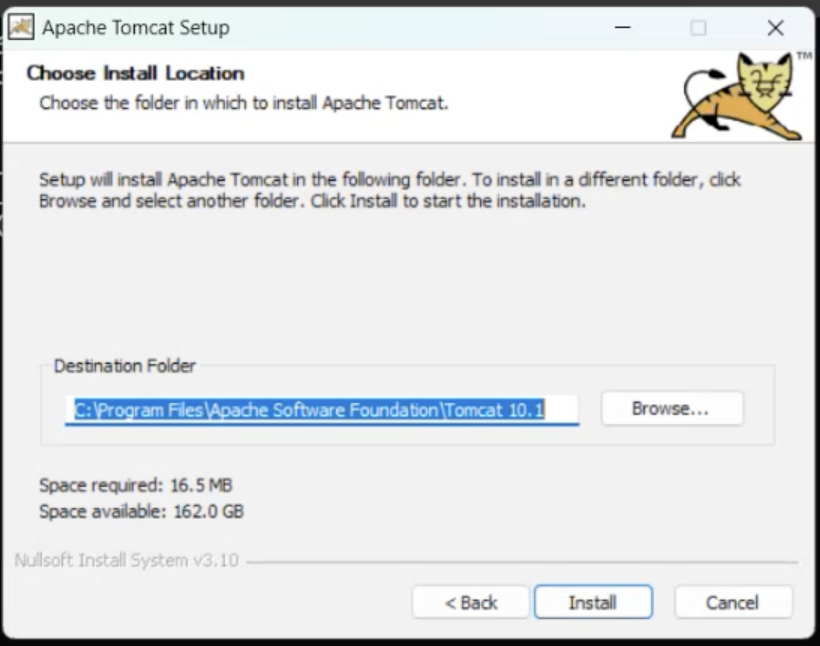 Apache Tomcat Setup
Choose Install Location
Choose the folder in which to install Apache Tomcat.
TM
Setup will install Apache Tomcat in the following folder. To install in a different folder, click
Browse and select another folder. Click Install to start the installation.
Destination Folder
C:\Program Files\Apache Software Foundation\Tomcat 10.1
Browse...
Space required: 16.5 MB
Space available: 162.0 GB
Nullsoft Install System v3.10
< Back
Install
Cancel